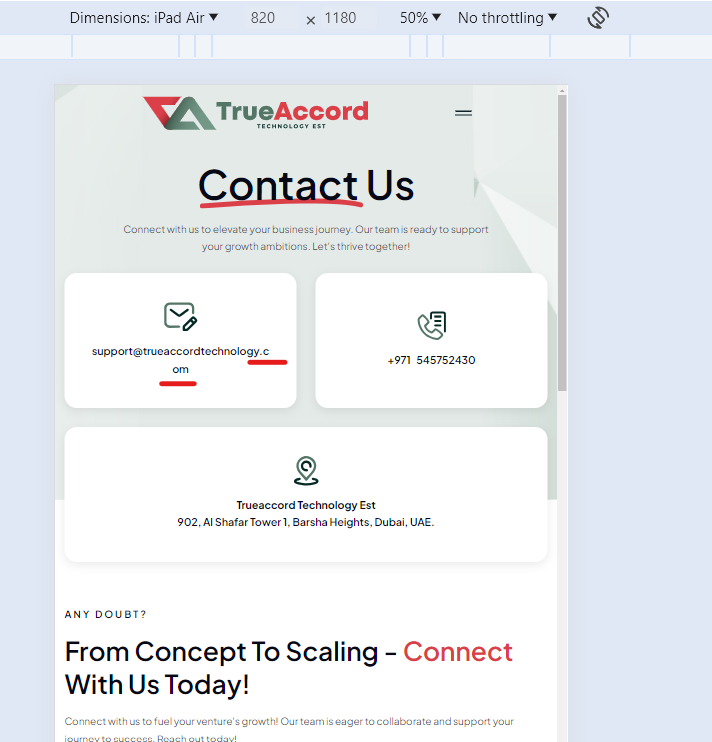 Dimensions: iPad Air ▼ 820 × 1180 50% ▼ No throttling ▼
TrueAccord
TECHNOLOGY EST
Contact Us
Connect with us to elevate your business journey. Our team is ready to support
your growth ambitions. Let's thrive together!
support@trueaccordtechnology.c
om
+971 545752430
Trueaccord Technology Est
902, Al Shafar Tower 1, Barsha Heights, Dubai, UAE.
ANY DOUBT?
From Concept To Scaling - Connect
With Us Today!
Connect with us to fuel your venture's growth! Our team is eager to collaborate and support your
journey to success. Reach out today!